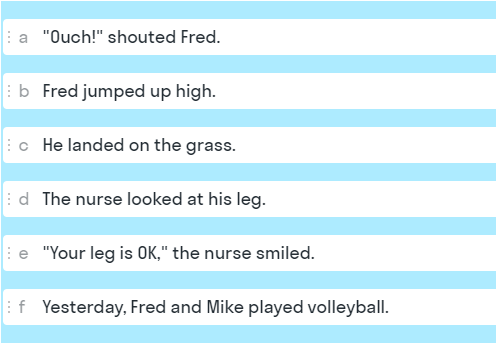 a "Ouch!" shouted Fred.
b Fred jumped up high.
c He landed on the grass.
d The nurse looked at his leg.
e "Your leg is OK," the nurse smiled.
f Yesterday, Fred and Mike played volleyball.